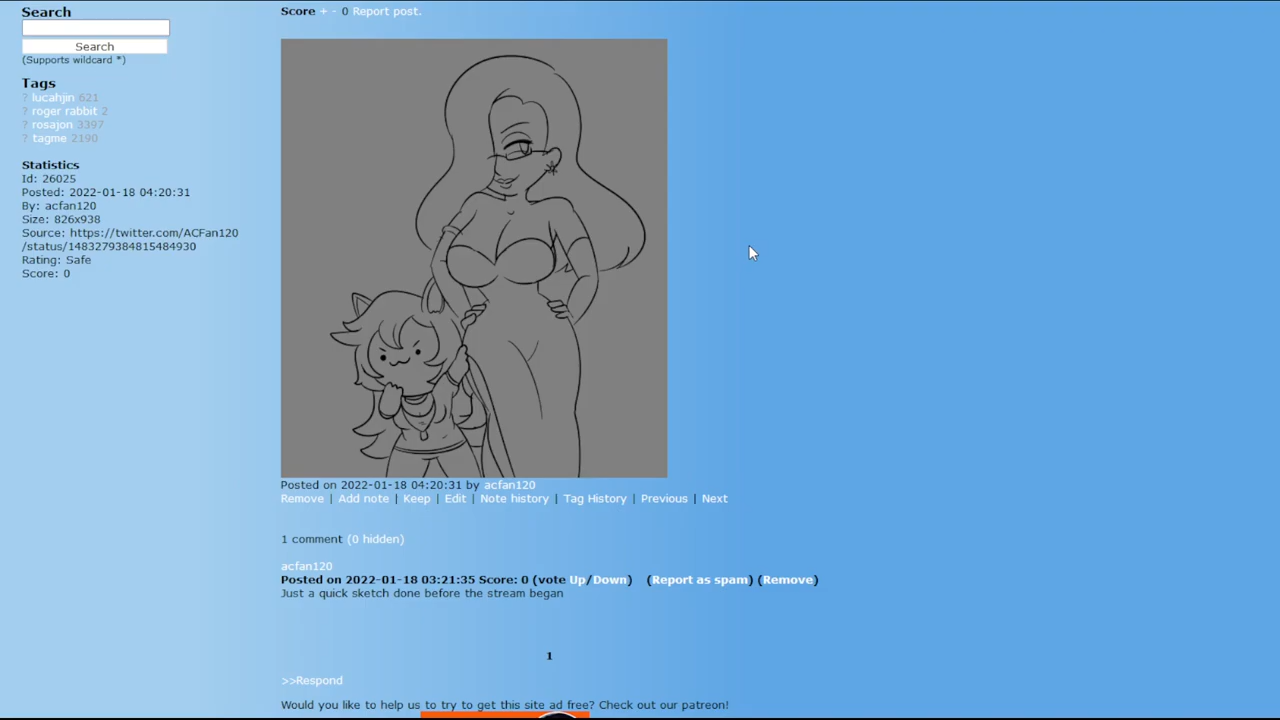 Search
Search
(Supports wildcard *)
Tags
? lucahjin 621
? roger rabbit 2
? rosajon 3397
? tagme 2190
Statistics
Id: 26025
Posted: 2022-01-18 04:20:31
By: acfan120
Size: 826x938
Source: https://twitter.com/ACFan120
/status/1483279384815484930
Rating: Safe
Score: 0
Score + - 0 Report post.
Posted on 2022-01-18 04:20:31 by acfan120
Remove | Add note | Keep | Edit | Note history | Tag History | Previous | Next
1 comment (0 hidden)
acfan120
Posted on 2022-01-18 03:21:35 Score: 0 (vote Up/Down) (Report as spam) (Remove)
Just a quick sketch done before the stream began
1
>>Respond
Would you like to help us to try to get this site ad free? Check out our patreon!